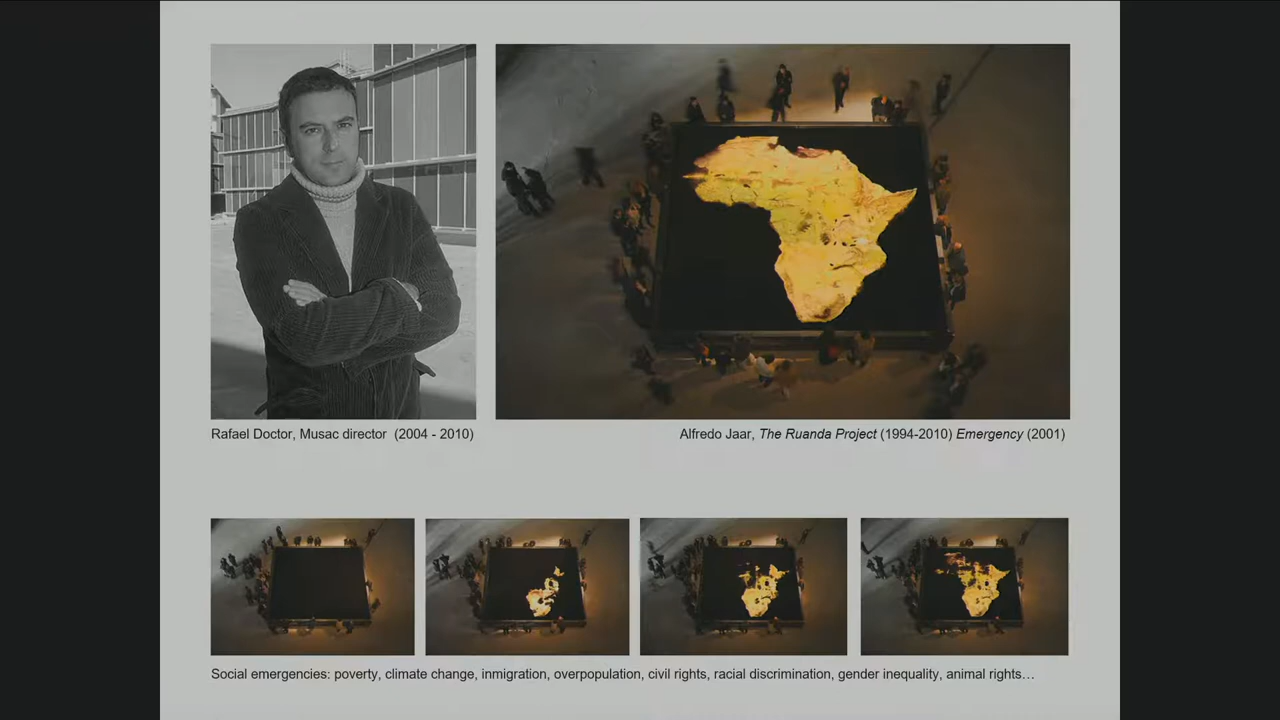 Rafael Doctor, Musac director (2004 - 2010)
Alfredo Jaar, The Ruanda Project (1994-2010) Emergency (2001)
Social emergencies: poverty, climate change, inmigration, overpopulation, civil rights, racial discrimination, gender inequality, animal rights…